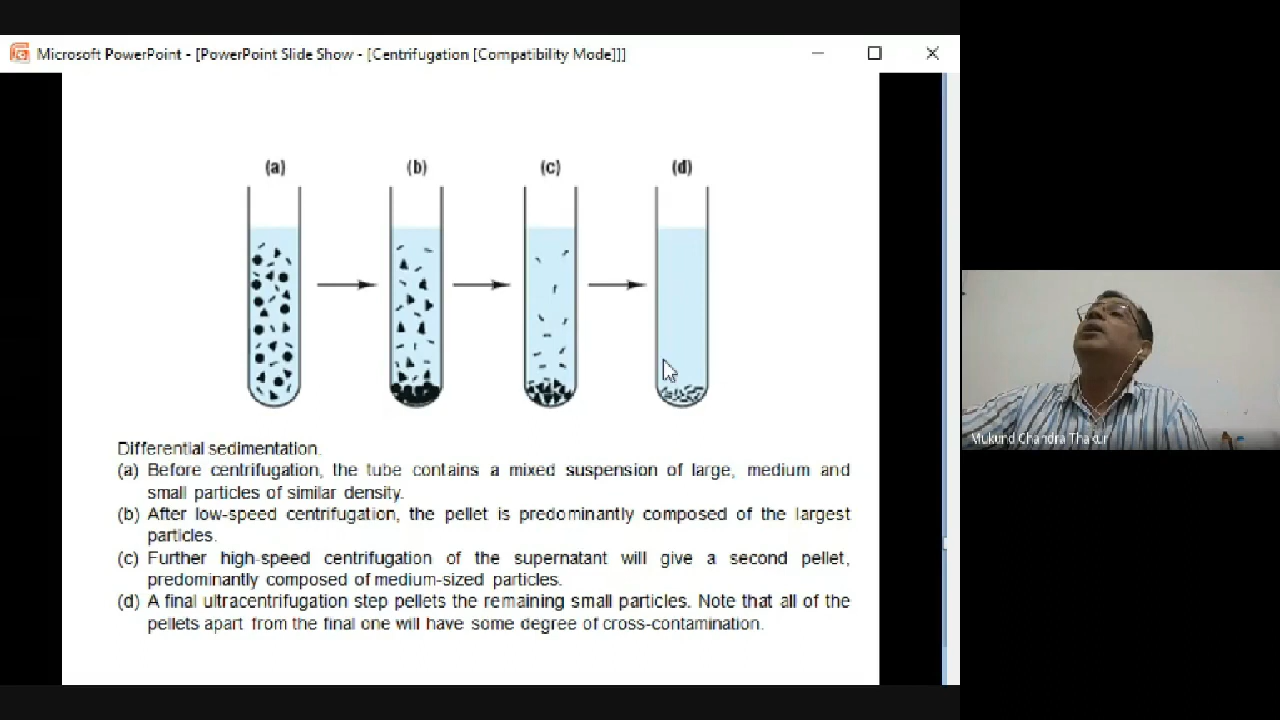 Microsoft PowerPoint - [PowerPoint Slide Show - [Centrifugation [Compatibility Mode]]]
(a) (b) (c) (d)
Differential sedimentation.
(a) Before centrifugation, the tube contains a mixed suspension of large, medium and
small particles of similar density.
(b) After low-speed centrifugation, the pellet is predominantly composed of the largest
particles.
(c) Further high-speed centrifugation of the supernatant will give a second pellet,
predominantly composed of medium-sized particles.
(d) A final ultracentrifugation step pellets the remaining small particles. Note that all of the
pellets apart from the final one will have some degree of cross-contamination.
Mukund Chandra Thakur